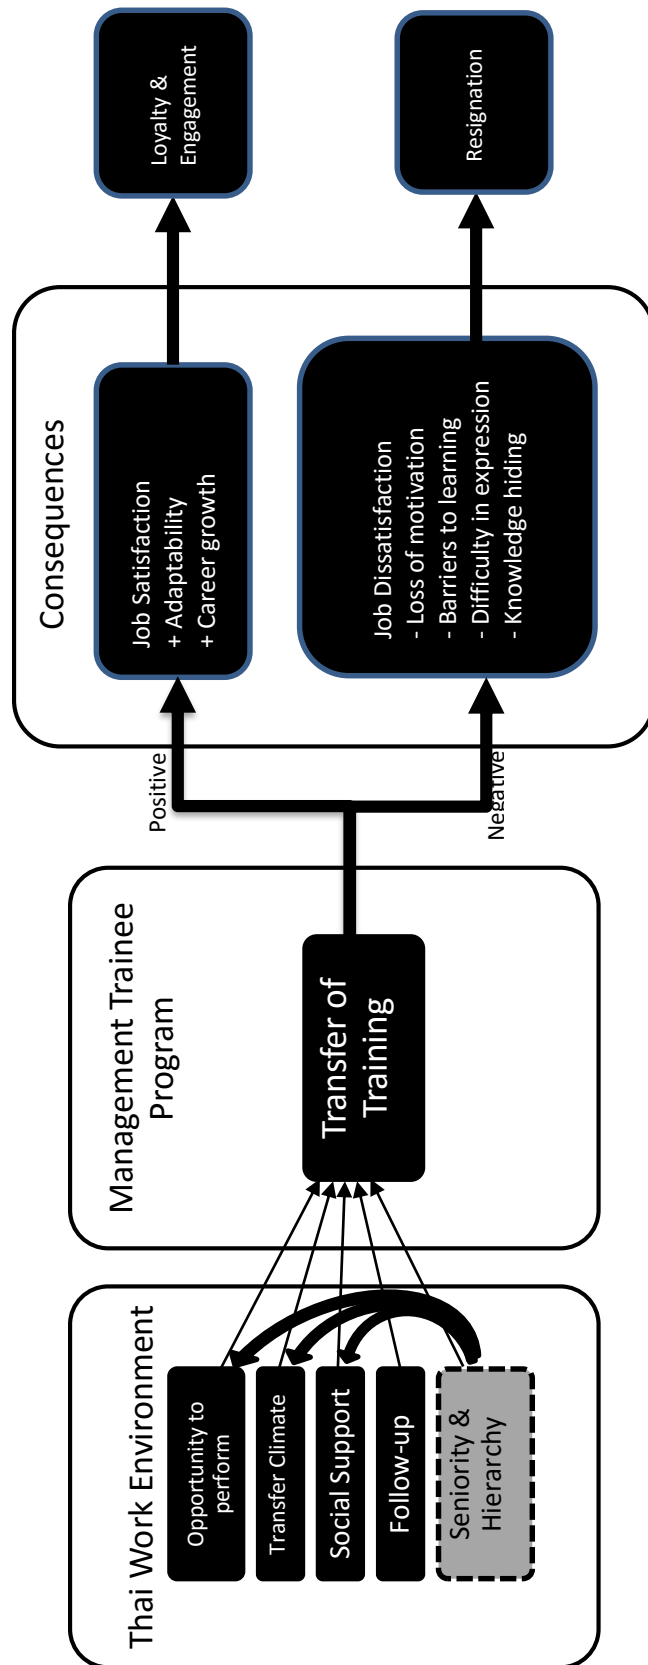 Thai Work Environment
Opportunity to
perform
Transfer Climate
Social Support
Follow-up
Seniority &
Hierarchy
Management Trainee
Program
Transfer of
Training
Positive
Negative
Consequences
Job Satisfaction
+ Adaptability
+ Career growth
Job Dissatisfaction
- Loss of motivation
- Barriers to learning
- Difficulty in expression
- Knowledge hiding
Loyalty &
Engagement
Resignation